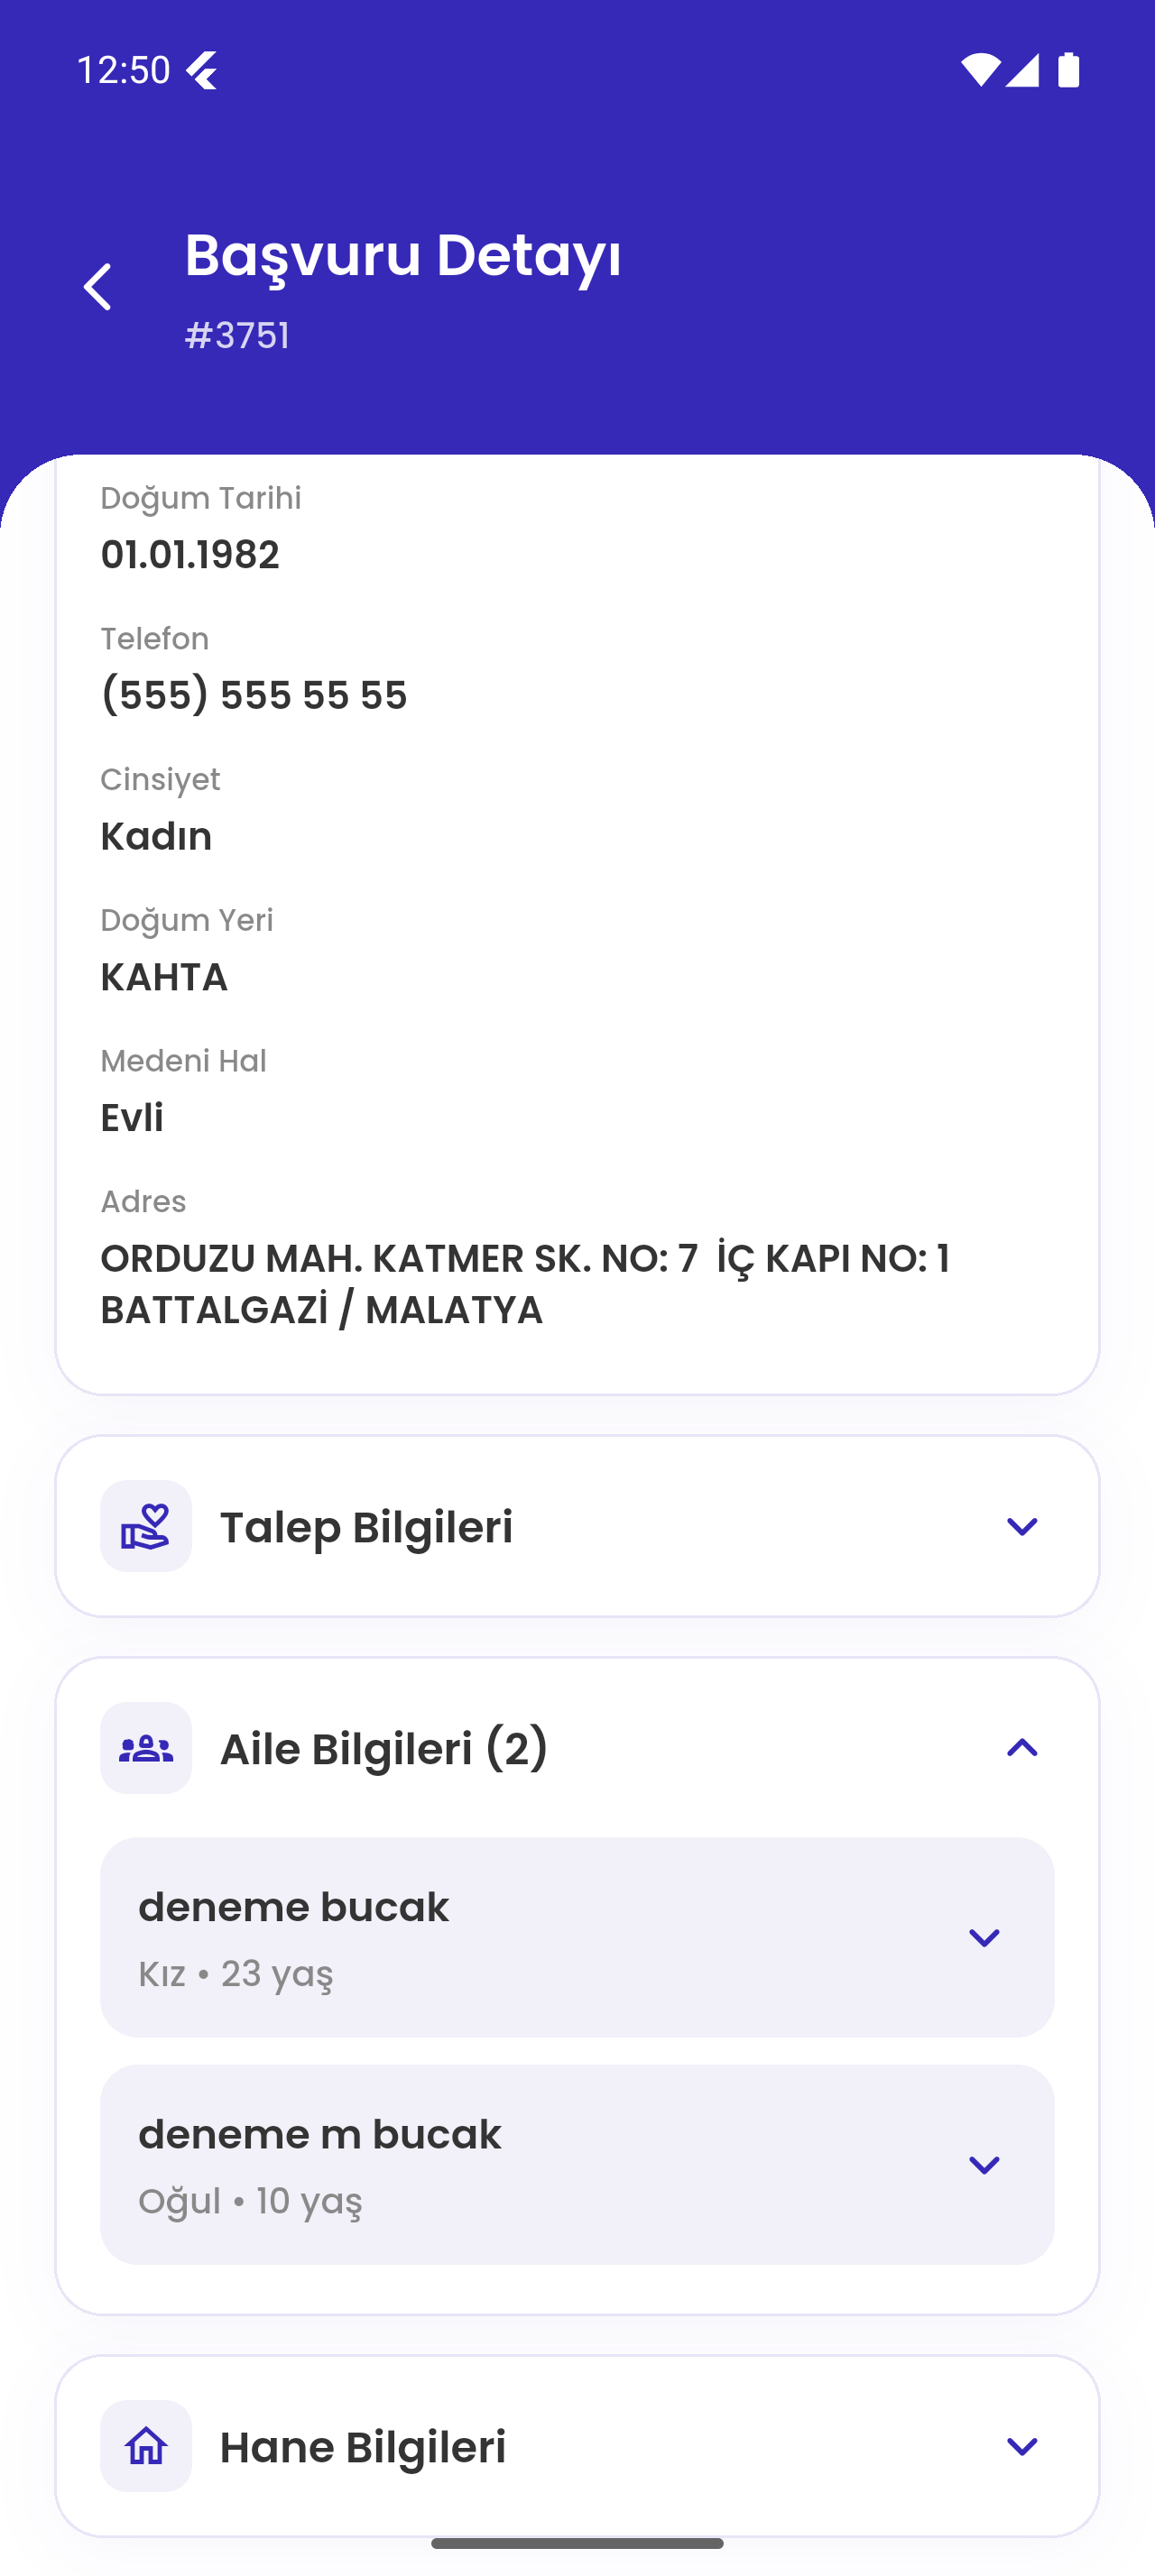 12:50
Başvuru Detayı
#3751
Doğum Tarihi
01.01.1982
Telefon
(555) 555 55 55
Cinsiyet
Kadın
Doğum Yeri
KAHTA
Medeni Hal
Evli
Adres
ORDUZU MAH. KATMER SK. NO: 7  İÇ KAPI NO: 1
BATTALGAZİ / MALATYA
Talep Bilgileri
Aile Bilgileri (2)
deneme bucak
Kız • 23 yaş
deneme m bucak
Oğul • 10 yaş
Hane Bilgileri